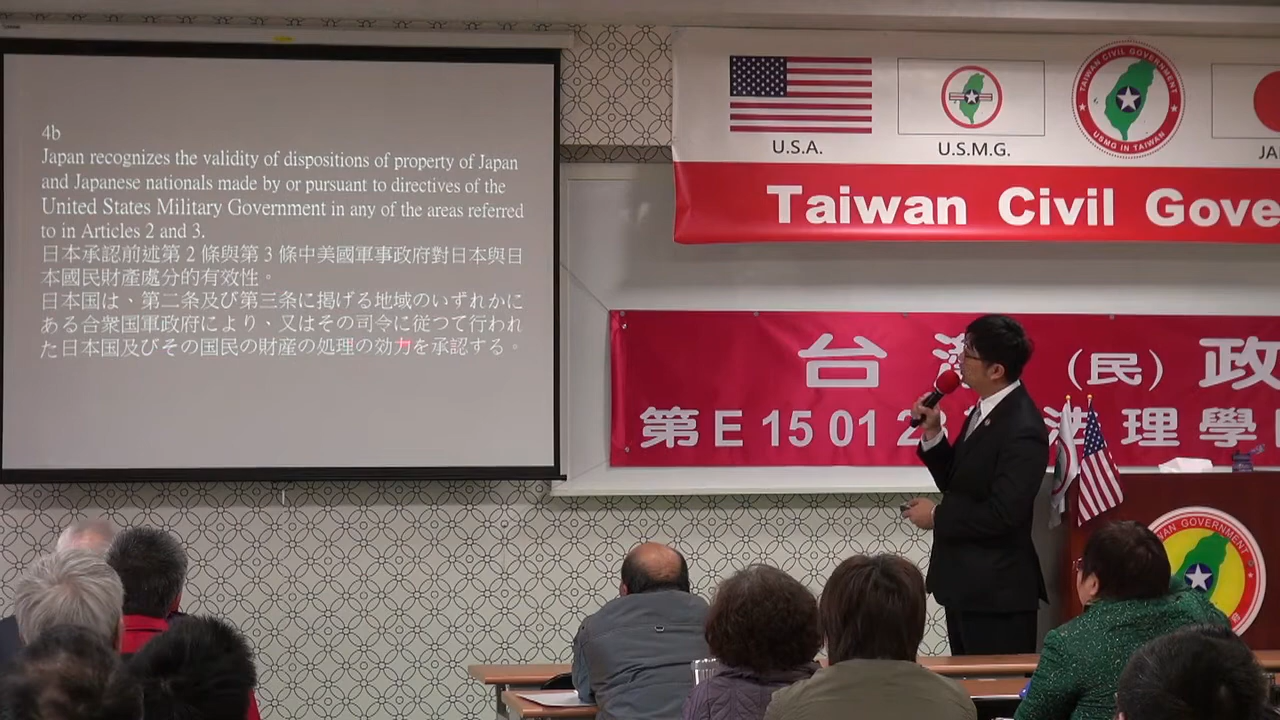 4b
Japan recognizes the validity of dispositions of property of Japan
and Japanese nationals made by or pursuant to directives of the
United States Military Government in any of the areas referred
to in Articles 2 and 3.
日本承認前述第 2 條與第 3 條中美國軍事政府對日本與日
本國民財產處分的有效性。
日本国は、第二条及び第三条に掲げる地域のいずれかに
ある合衆国軍政府により、又はその司令に従つて行われ
た日本国及びその国民の財産の処理の効力を承認する。
U.S.A.
U.S.M.G.
TAIWAN CIVIL GOVERNMENT
USMG IN TAIWAN
Taiwan Civil
台
(民) 政
第 E 15 01 2
理學
GOVERNMENT